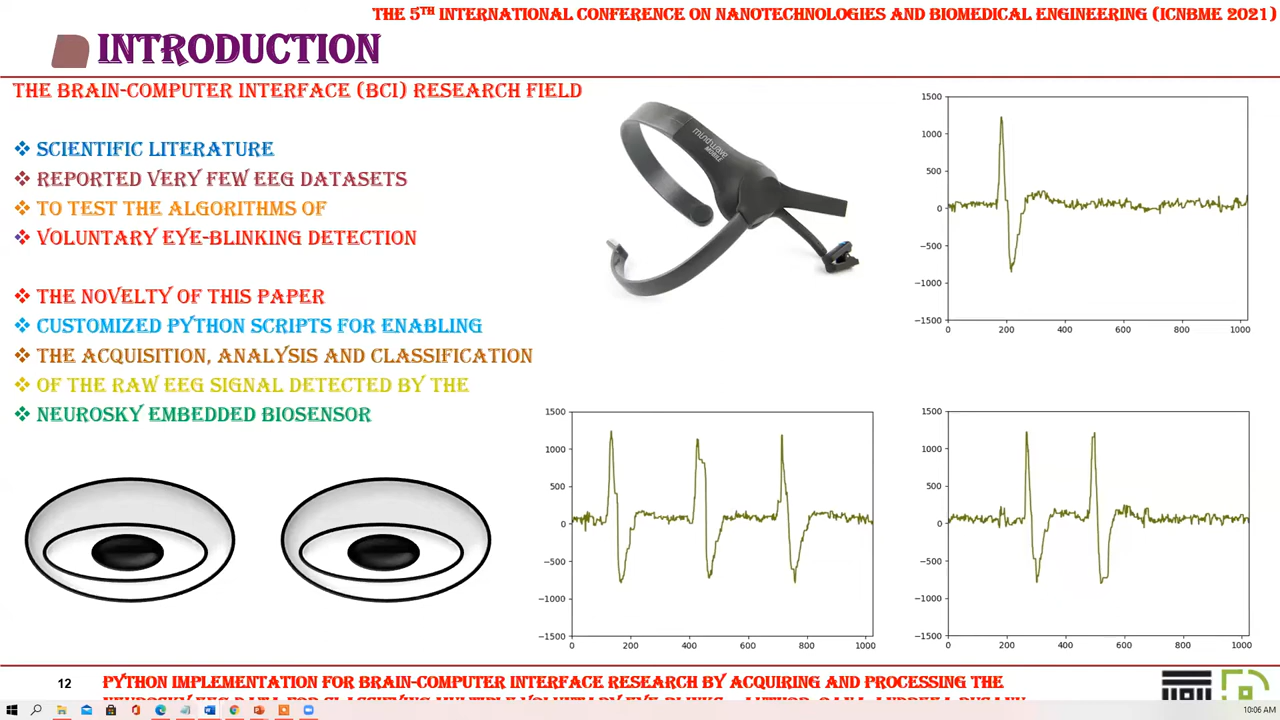 THE 5TH INTERNATIONAL CONFERENCE ON NANOTECHNOLOGIES AND BIOMEDICAL ENGINEERING (ICNBME 2021)
INTRODUCTION
THE BRAIN-COMPUTER INTERFACE (BCI) RESEARCH FIELD
❖ SCIENTIFIC LITERATURE
❖ REPORTED VERY FEW EEG DATASETS
❖ TO TEST THE ALGORITHMS OF
❖ VOLUNTARY EYE-BLINKING DETECTION
❖ THE NOVELTY OF THIS PAPER
❖ CUSTOMIZED PYTHON SCRIPTS FOR ENABLING
❖ THE ACQUISITION, ANALYSIS AND CLASSIFICATION
❖ OF THE RAW EEG SIGNAL DETECTED BY THE
❖ NEUROSKY EMBEDDED BIOSENSOR
mindwave
MOBILE
1500
1000
500
0
−500
−1000
−1500
0 200 400 600 800 1000
1500
1000
500
0
−500
−1000
−1500
0 200 400 600 800 1000
1500
1000
500
0
−500
−1000
−1500
0 200 400 600 800 1000
12
PYTHON IMPLEMENTATION FOR BRAIN-COMPUTER INTERFACE RESEARCH BY ACQUIRING AND PROCESSING THE
10:06 AM